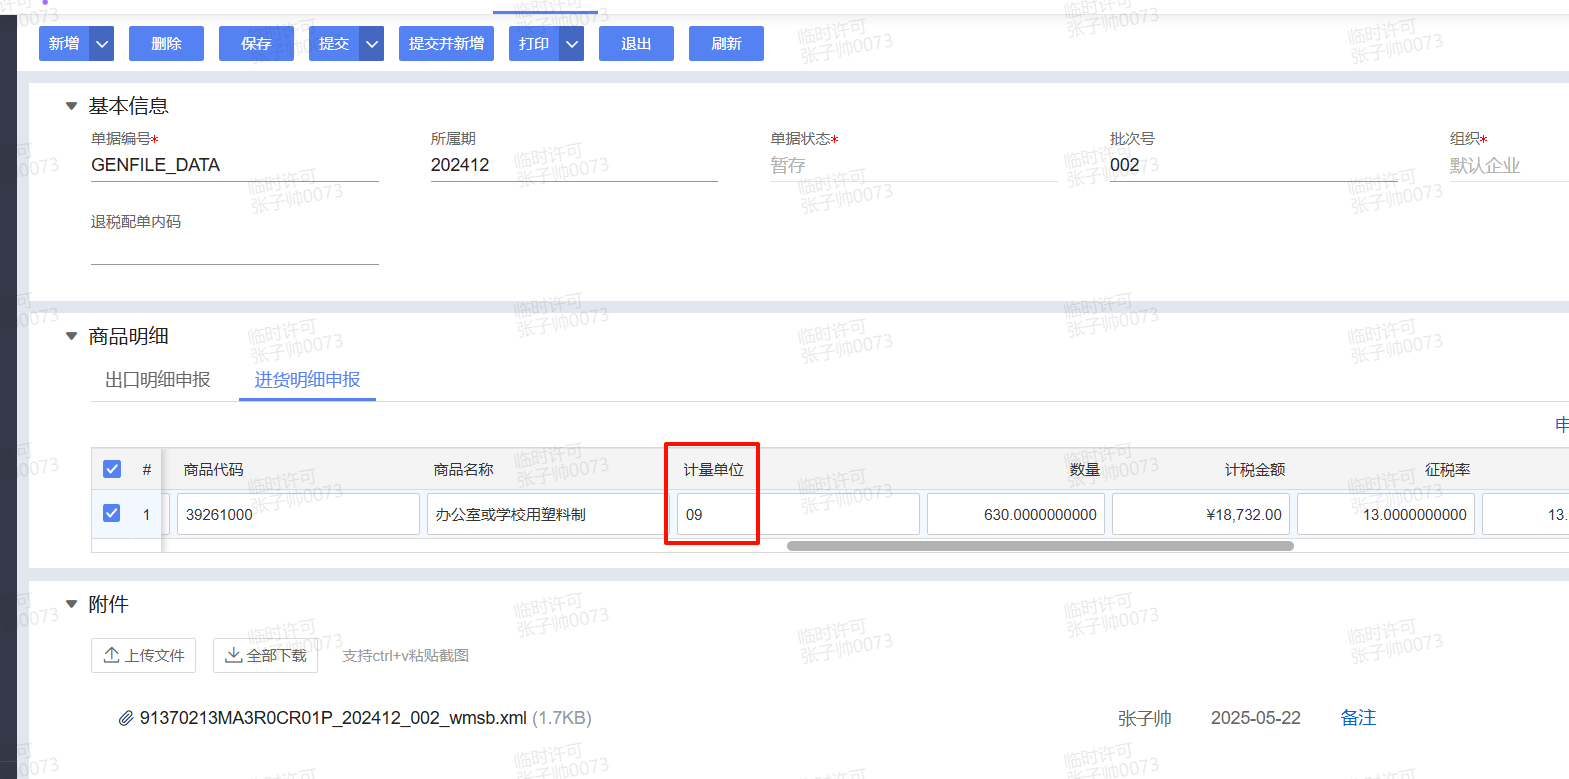 新增 删除 保存 提交 提交并新增 打印 退出 刷新
基本信息
单据编号* 所属期 单据状态* 批次号 组织*
GENFILE_DATA 202412 暂存 002 默认企业
退税配单内码
商品明细
出口明细申报 进货明细申报
申
# 商品代码 商品名称 计量单位 数量 计税金额 征税率
1 39261000 办公室或学校用塑料制 09 630.0000000000 ¥18,732.00 13.0000000000 13.
附件
上传文件 全部下载 支持ctrl+v粘贴截图
91370213MA3R0CR01P_202412_002_wmsb.xml (1.7KB) 张子帅 2025-05-22 备注
临时许可
张子帅0073